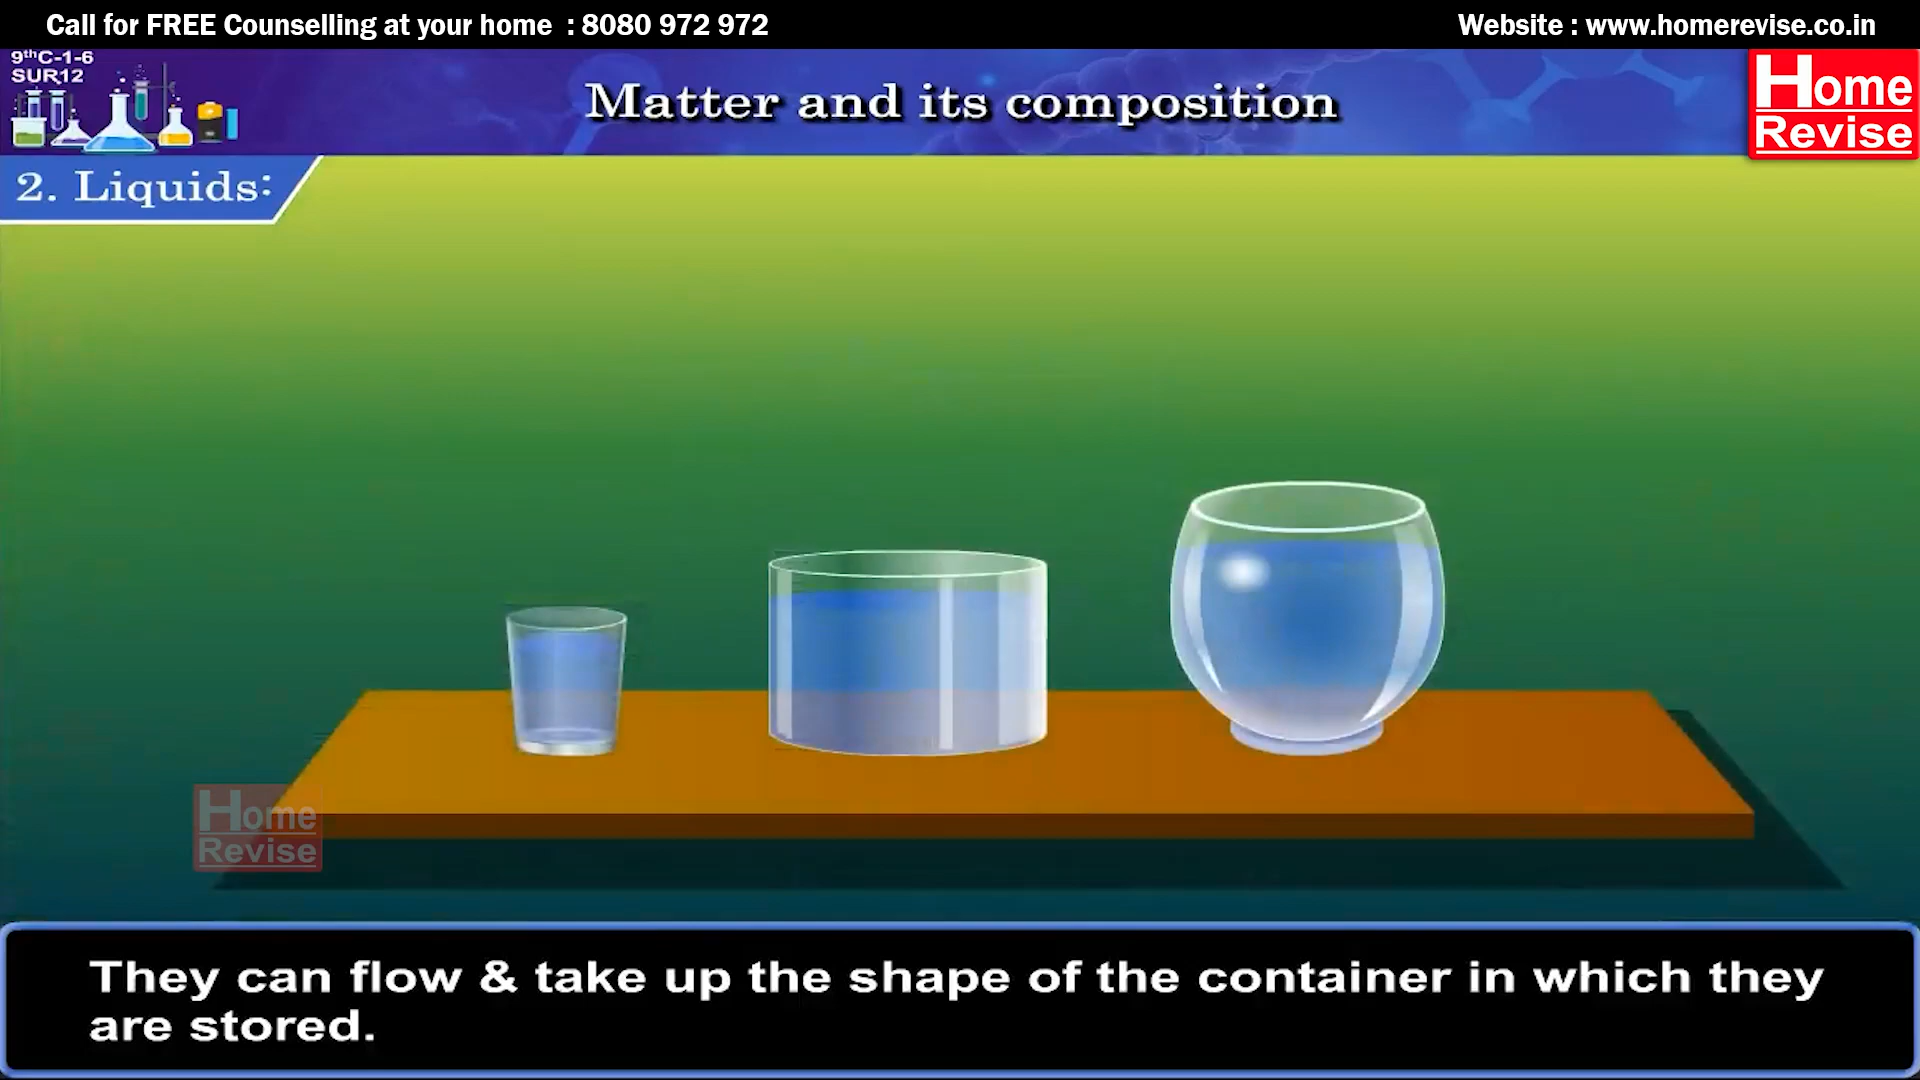 Call for FREE Counselling at your home : 8080 972 972
Website : www.homerevise.co.in
9thC-1-6
SUR12
Matter and its composition
Home
Revise
2. Liquids:
Home
Revise
They can flow & take up the shape of the container in which they
are stored.